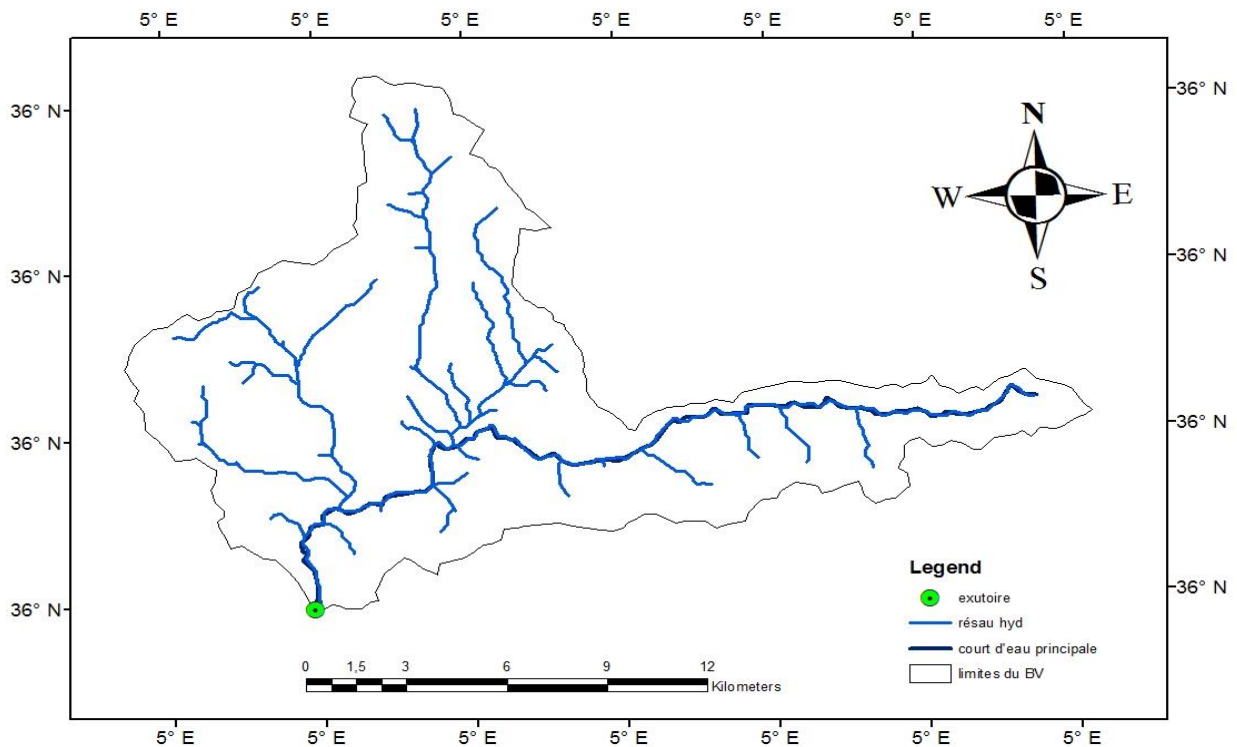 5° E 5° E 5° E 5° E 5° E 5° E 5° E
36° N 36° N
36° N 36° N
36° N 36° N
36° N 36° N
N
W E
S
Legend
exutoire
résau hyd
court d'eau principale
limites du BV
0 1,5 3 6 9 12
Kilometers
5° E 5° E 5° E 5° E 5° E 5° E 5° E